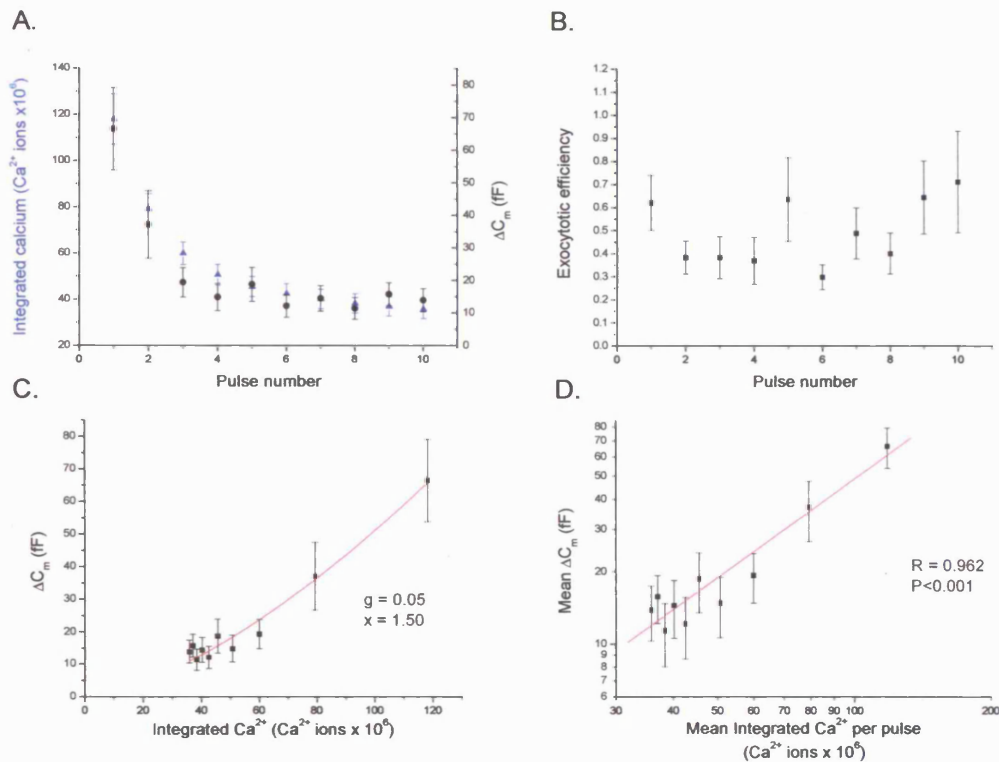 A.
Integrated calcium (Ca²⁺ ions x10⁶)
140
120
100
80
60
40
20
0 2 4 6 8 10
Pulse number
80
70
60
50
40
30
20
10
0
ΔCₘ (fF)
B.
Exocytotic efficiency
1.2
1.1
1.0
0.9
0.8
0.7
0.6
0.5
0.4
0.3
0.2
0.1
0.0
0 2 4 6 8 10
Pulse number
C.
ΔCₘ (fF)
80
70
60
50
40
30
20
10
0
g = 0.05
x = 1.50
0 20 40 60 80 100 120
Integrated Ca²⁺ (Ca²⁺ ions x 10⁶)
D.
Mean ΔCₘ (fF)
80
70
60
50
40
30
20
10
9
8
7
6
R = 0.962
P<0.001
30 40 50 60 70 80 90 100 200
Mean Integrated Ca²⁺ per pulse
(Ca²⁺ ions x 10⁶)